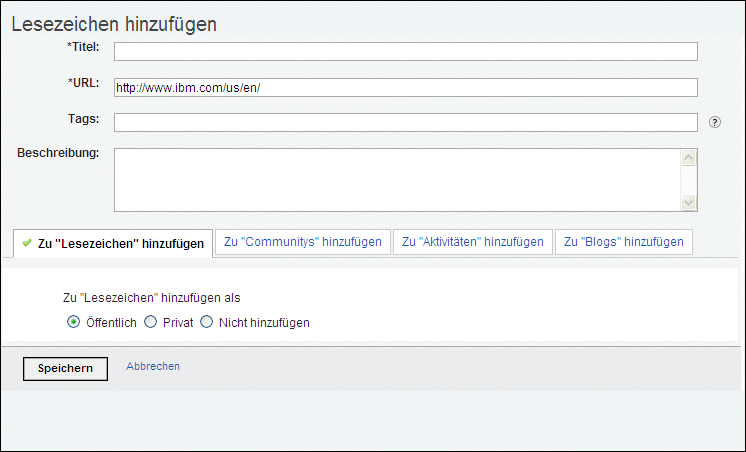 Lesezeichen hinzufügen
*Titel:
*URL: http://www.ibm.com/us/en/
Tags: ?
Beschreibung:
Zu "Lesezeichen" hinzufügen Zu "Communitys" hinzufügen Zu "Aktivitäten" hinzufügen Zu "Blogs" hinzufügen
Zu "Lesezeichen" hinzufügen als
Öffentlich Privat Nicht hinzufügen
Speichern Abbrechen